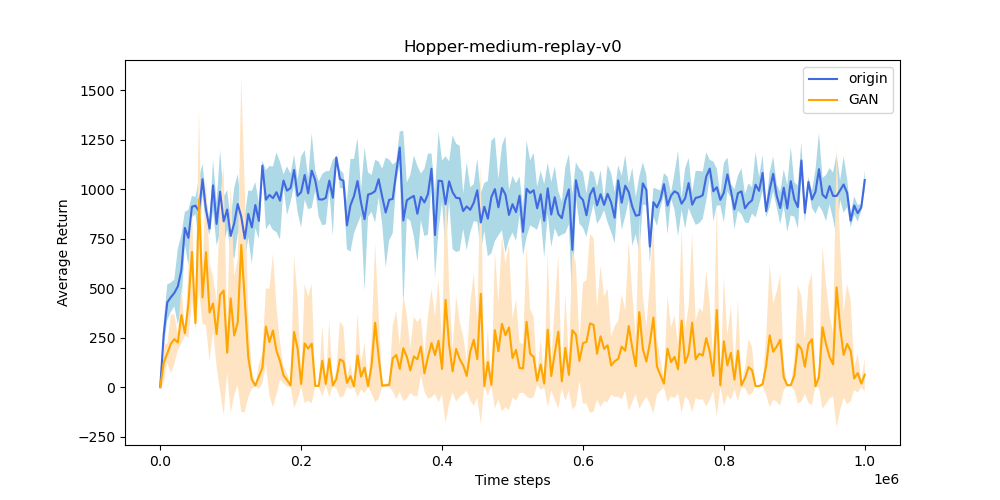 Hopper-medium-replay-v0
origin
GAN
Average Return
1500
1250
1000
750
500
250
0
−250
0.0 0.2 0.4 0.6 0.8 1.0
1e6
Time steps